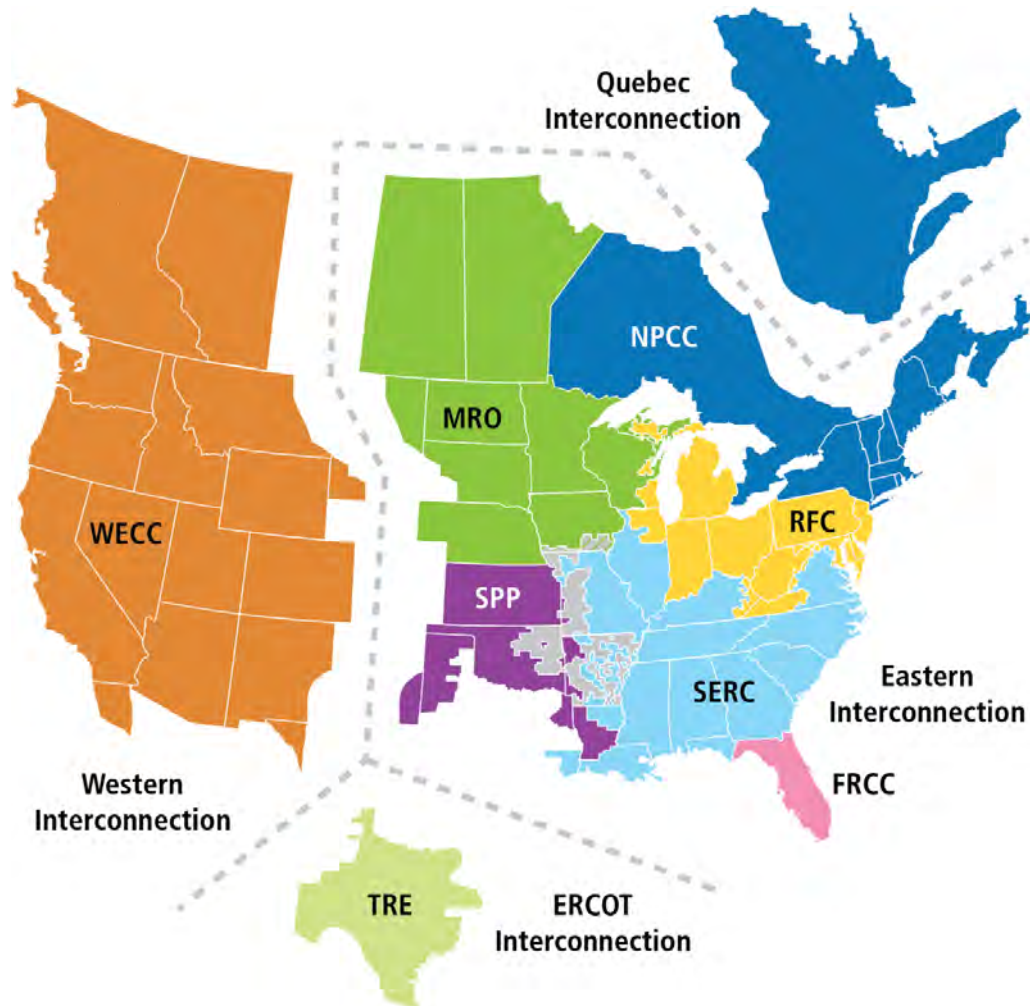 Quebec
Interconnection
NPCC
MRO
RFC
WECC
SPP
SERC
Eastern
Interconnection
FRCC
Western
Interconnection
TRE
ERCOT
Interconnection